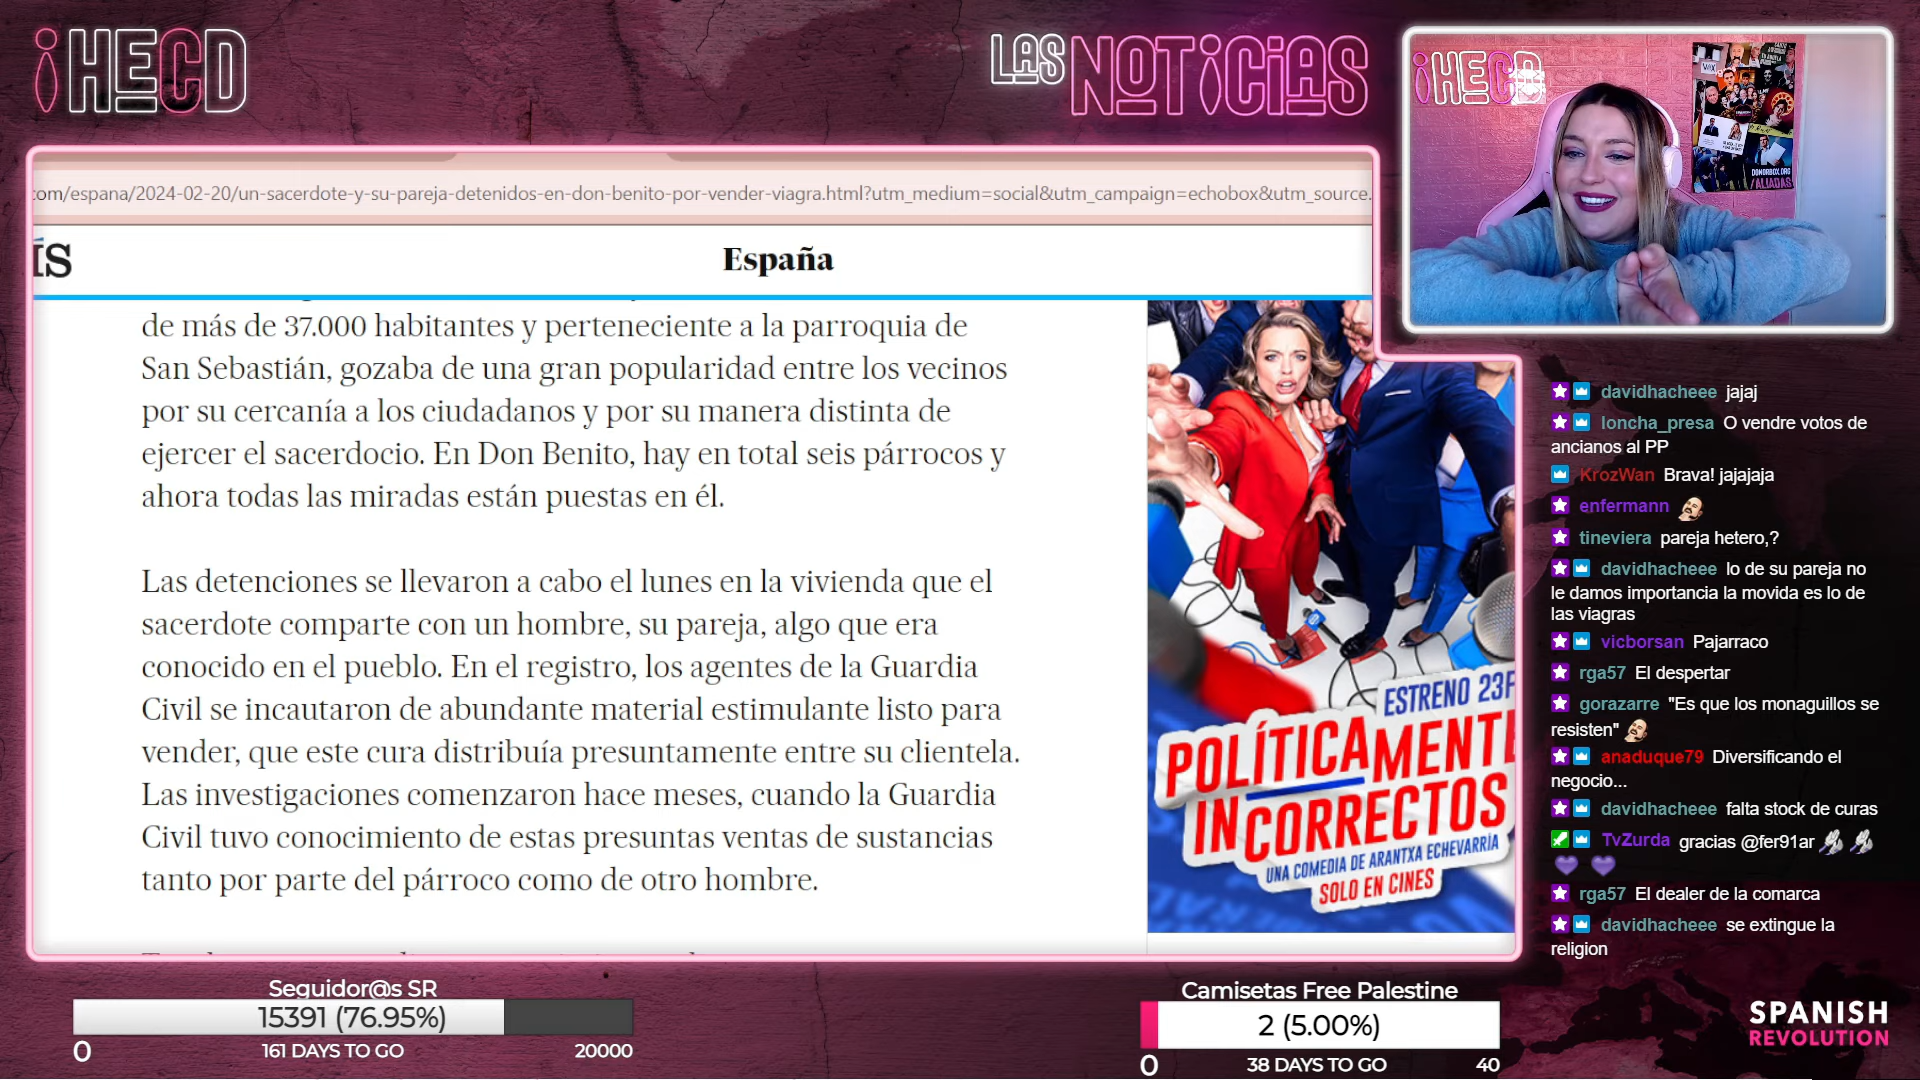 ¡HECD
LAS NOTICIAS
¡HECD
DONORBOX.ORG
/ALIADAS
com/espana/2024-02-20/un-sacerdote-y-su-pareja-detenidos-en-don-benito-por-vender-viagra.html?utm_medium=social&utm_campaign=echobox&utm_source.
ÍS
España
de más de 37.000 habitantes y perteneciente a la parroquia de
San Sebastián, gozaba de una gran popularidad entre los vecinos
por su cercanía a los ciudadanos y por su manera distinta de
ejercer el sacerdocio. En Don Benito, hay en total seis párrocos y
ahora todas las miradas están puestas en él.
Las detenciones se llevaron a cabo el lunes en la vivienda que el
sacerdote comparte con un hombre, su pareja, algo que era
conocido en el pueblo. En el registro, los agentes de la Guardia
Civil se incautaron de abundante material estimulante listo para
vender, que este cura distribuía presuntamente entre su clientela.
Las investigaciones comenzaron hace meses, cuando la Guardia
Civil tuvo conocimiento de estas presuntas ventas de sustancias
tanto por parte del párroco como de otro hombre.
ESTRENO 23F
POLÍTICAMENTE
INCORRECTOS
UNA COMEDIA DE ARANTXA ECHEVARRÍA
SOLO EN CINES
davidhacheee jajaj
loncha_presa O vendre votos de
ancianos al PP
KrozWan Brava! jajajaja
enfermann
tineviera pareja hetero,?
davidhacheee lo de su pareja no
le damos importancia la movida es lo de
las viagras
vicborsan Pajarraco
rga57 El despertar
gorazarre "Es que los monaguillos se
resisten"
anaduque79 Diversificando el
negocio...
davidhacheee falta stock de curas
TvZurda gracias @fer91ar
rga57 El dealer de la comarca
davidhacheee se extingue la
religion
Seguidor@s SR
15391 (76.95%)
0 161 DAYS TO GO 20000
Camisetas Free Palestine
2 (5.00%)
0 38 DAYS TO GO 40
SPANISH
REVOLUTION